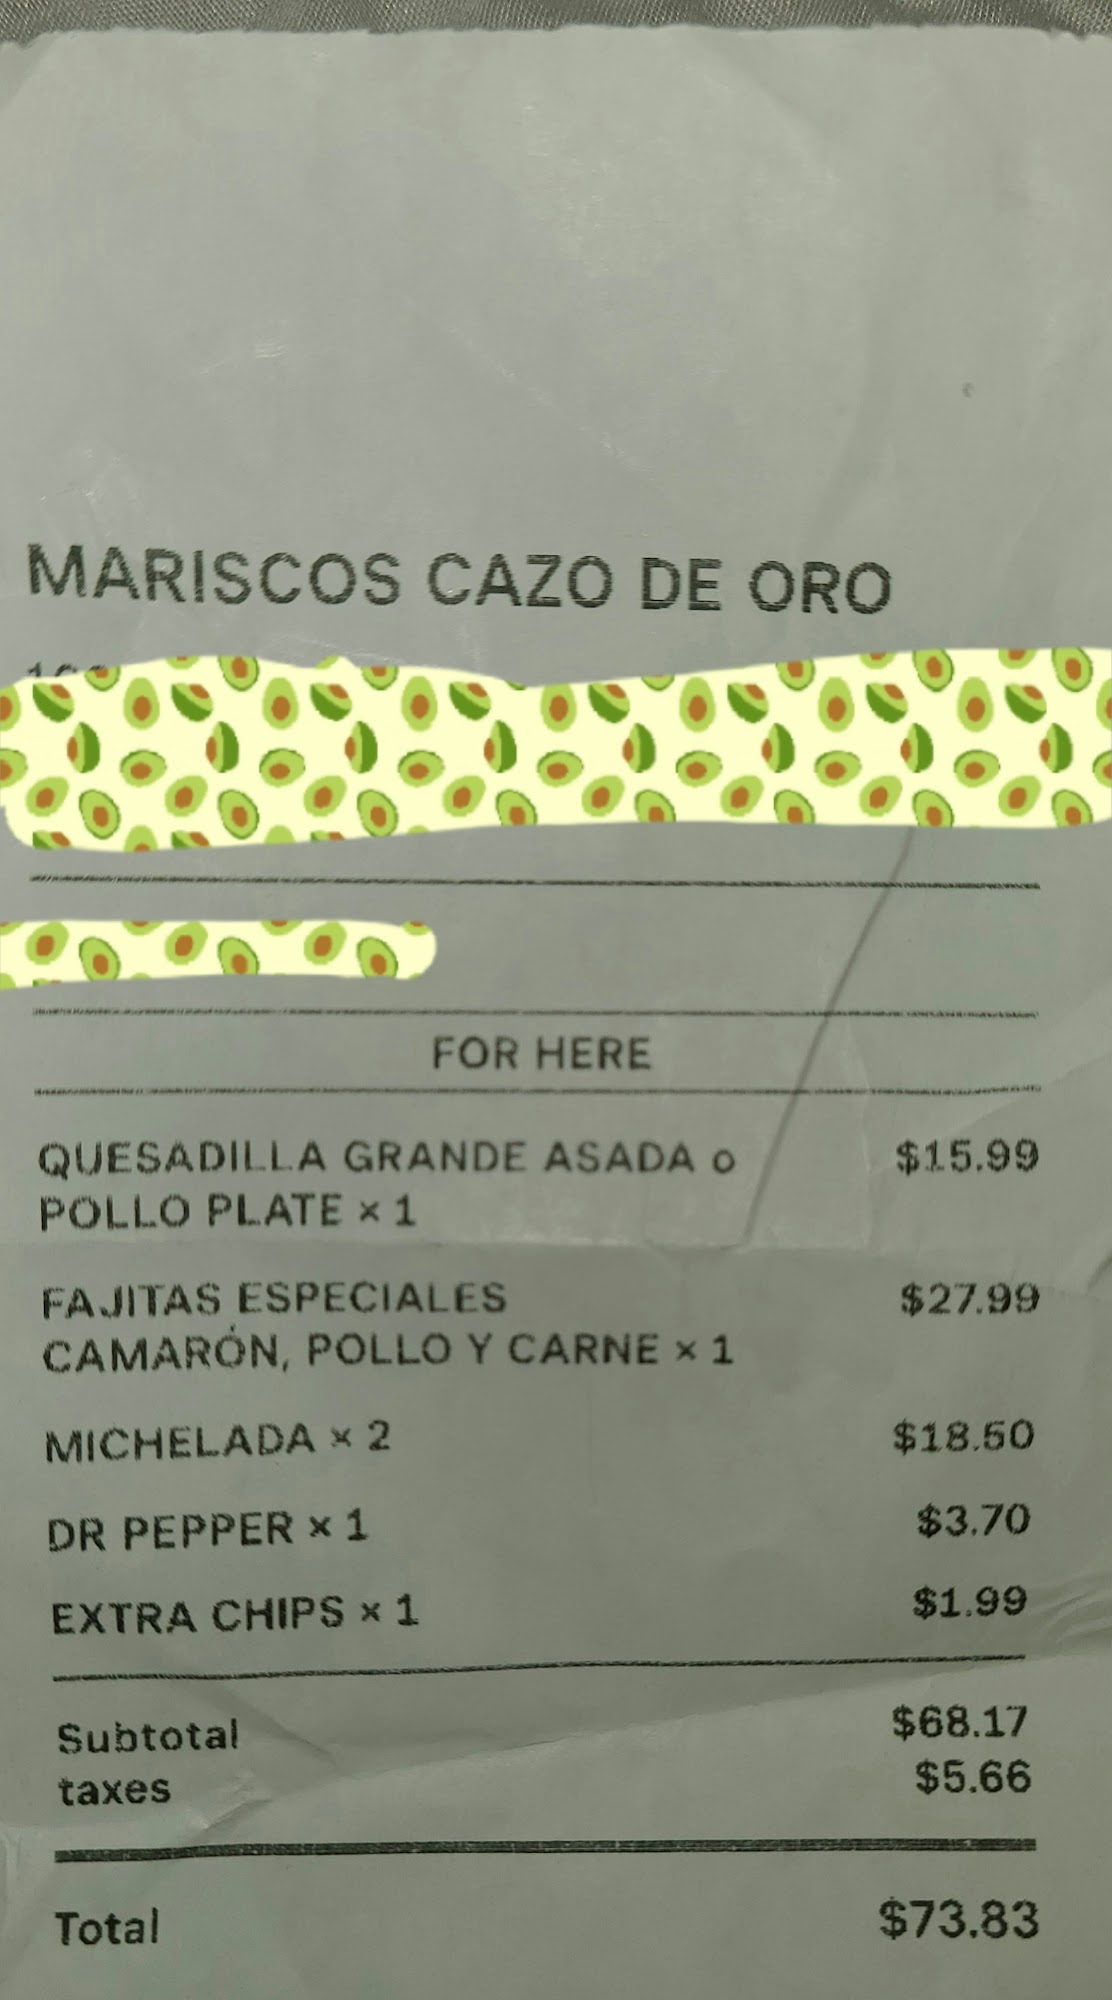 MARISCOS CAZO DE ORO
FOR HERE
QUESADILLA GRANDE ASADA o $15.99
POLLO PLATE × 1
FAJITAS ESPECIALES $27.99
CAMARÓN, POLLO Y CARNE × 1
MICHELADA × 2 $18.50
DR PEPPER × 1 $3.70
EXTRA CHIPS × 1 $1.99
Subtotal $68.17
taxes $5.66
Total $73.83